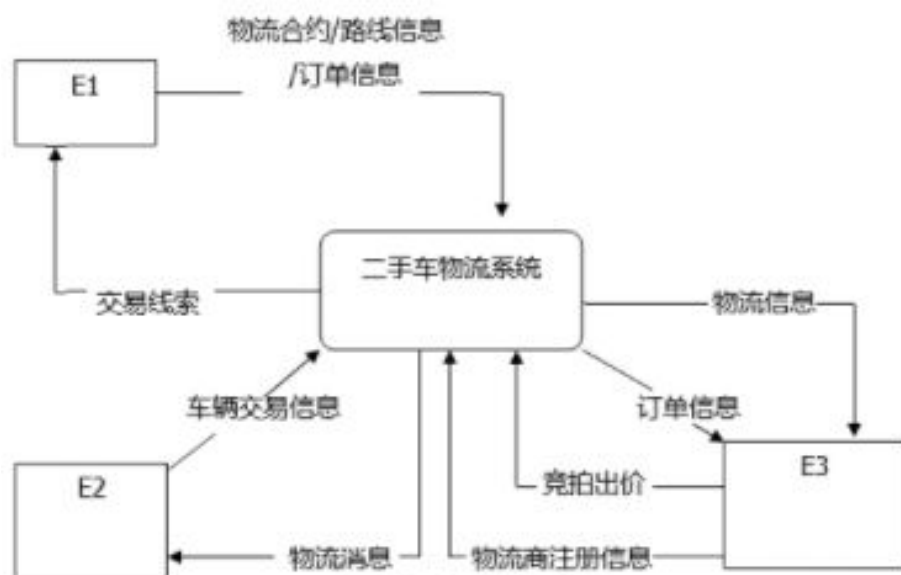 物流合约/路线信息
/订单信息
E1
二手车物流系统
交易线索
物流信息
车辆交易信息
订单信息
E2
E3
竞拍出价
物流消息
物流商注册信息